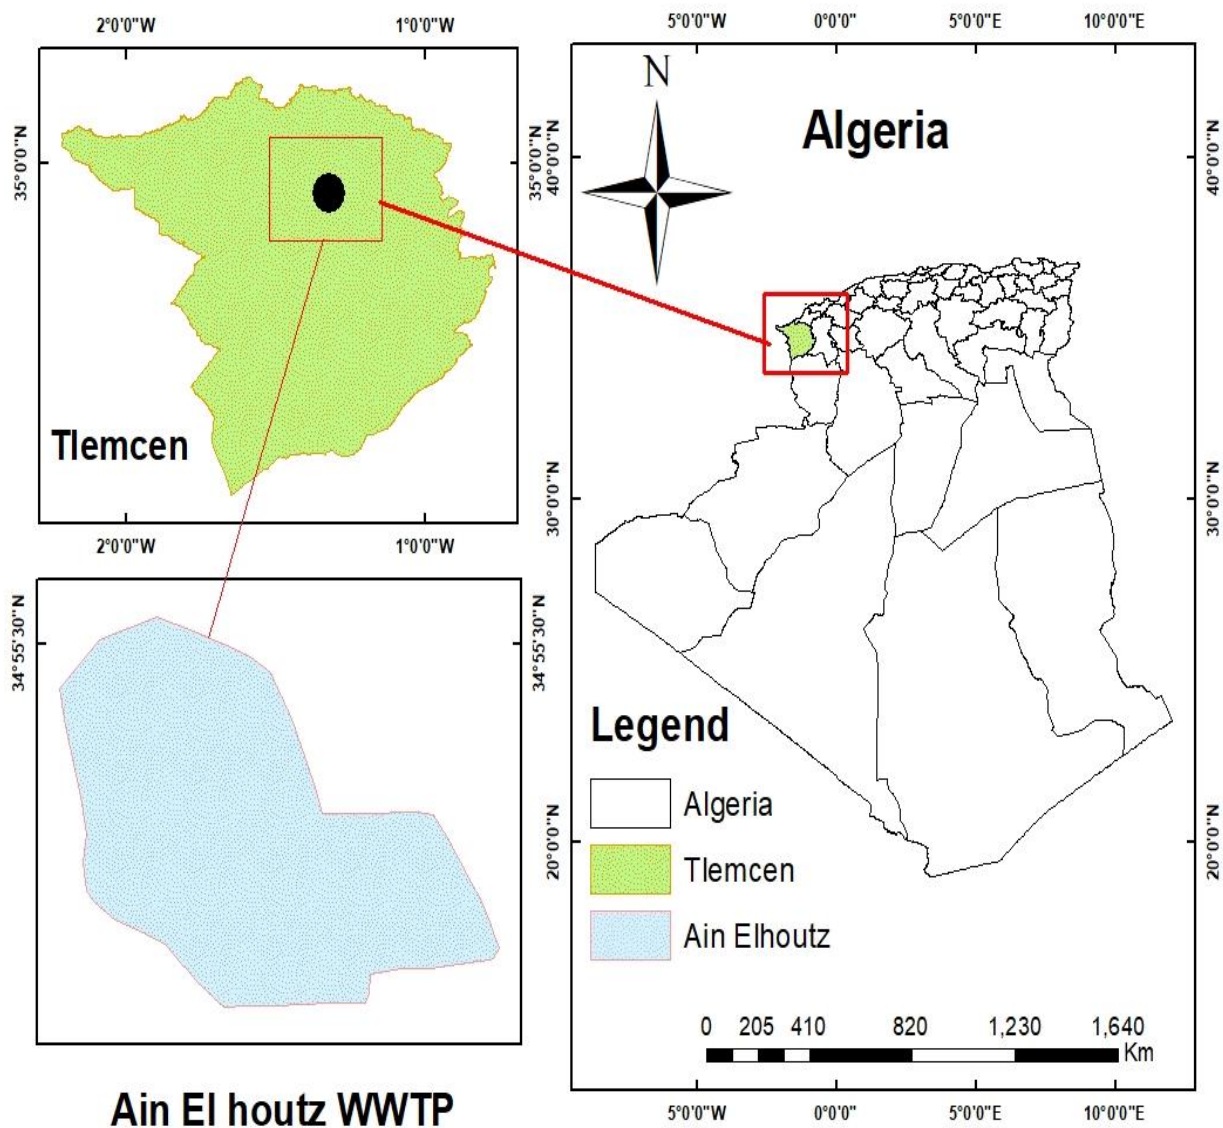 2°0'0"W 1°0'0"W
35°0'0"N
35°0'0"N
Tlemcen
2°0'0"W 1°0'0"W
34°55'30"N
34°55'30"N
Ain El houtz WWTP
5°0'0"W 0°0'0" 5°0'0"E 10°0'0"E
N
Algeria
40°0'0"N
40°0'0"N
30°0'0"N
30°0'0"N
20°0'0"N
20°0'0"N
Legend
Algeria
Tlemcen
Ain Elhoutz
0 205 410 820 1,230 1,640
Km
5°0'0"W 0°0'0" 5°0'0"E 10°0'0"E